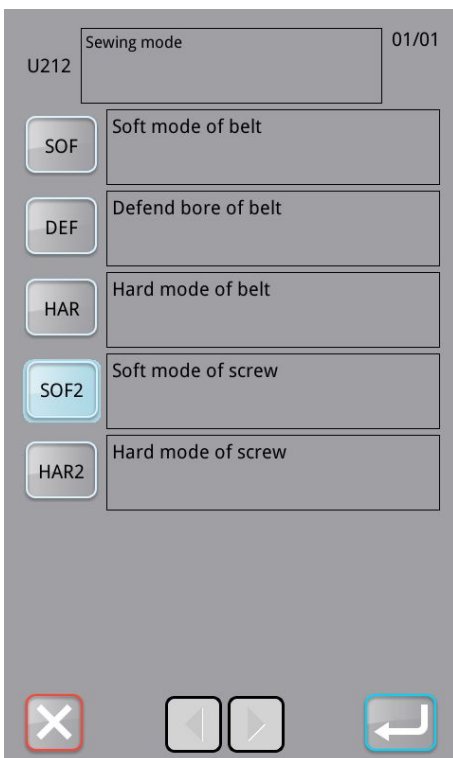 U212
Sewing mode
01/01
SOF
Soft mode of belt
DEF
Defend bore of belt
HAR
Hard mode of belt
SOF2
Soft mode of screw
HAR2
Hard mode of screw